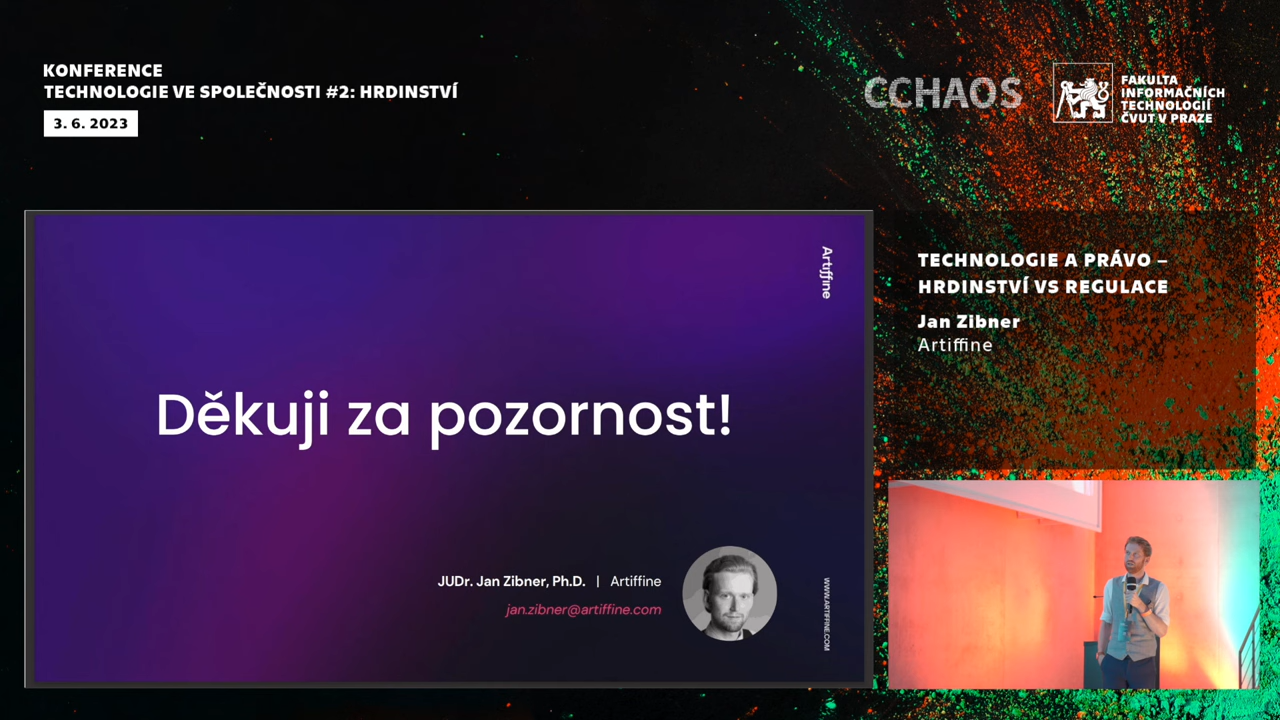 KONFERENCE
TECHNOLOGIE VE SPOLEČNOSTI #2: HRDINSTVÍ
3. 6. 2023
CCHAOS
FAKULTA
INFORMAČNÍCH
TECHNOLOGIÍ
ČVUT V PRAZE
Artiffine
Děkuji za pozornost!
JUDr. Jan Zibner, Ph.D. | Artiffine
jan.zibner@artiffine.com
WWW.ARTIFFINE.COM
TECHNOLOGIE A PRÁVO –
HRDINSTVÍ VS REGULACE
Jan Zibner
Artiffine